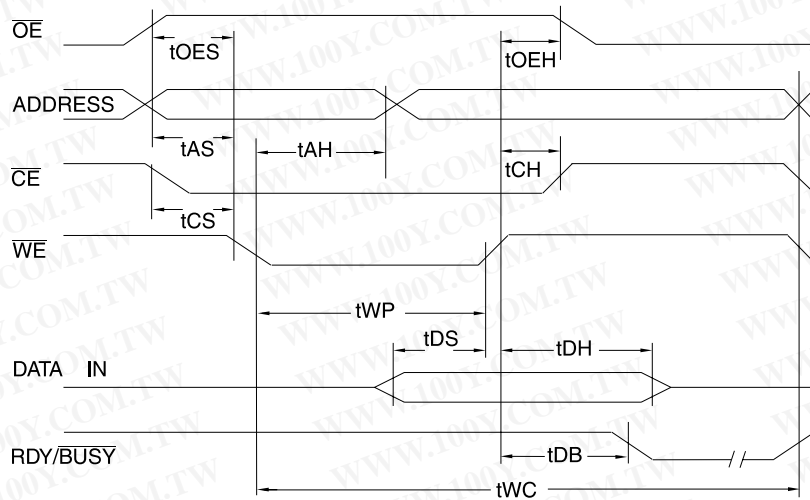 OE
tOES
tOEH
ADDRESS
tAS
tAH
CE
tCH
tCS
WE
tWP
tDS
tDH
DATA IN
RDY/BUSY
tDB
tWC
WWW.100Y.COM.TW